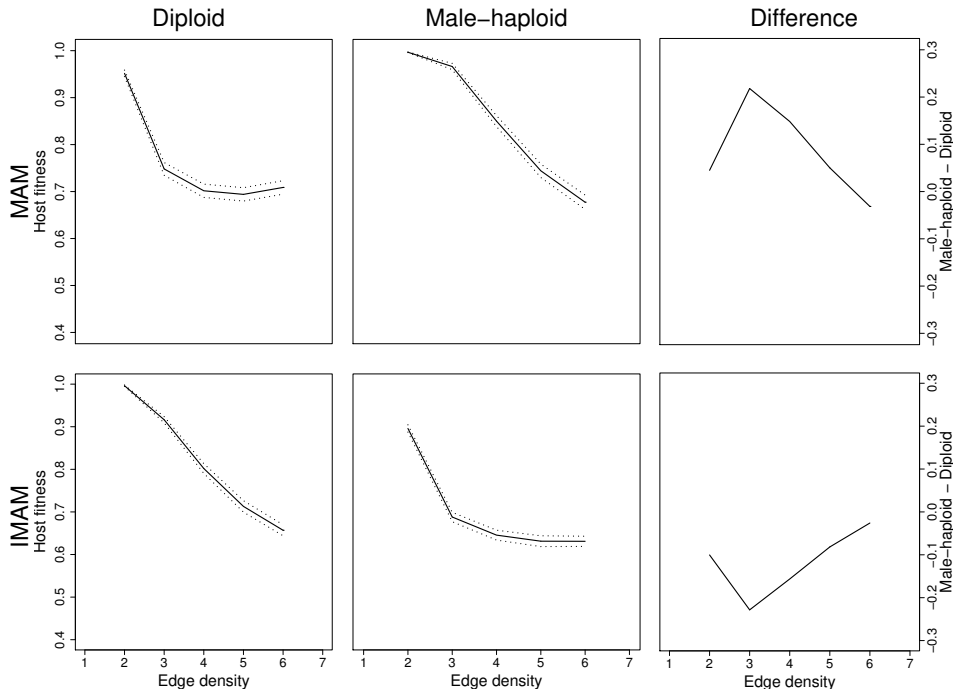 Diploid
Male−haploid
Difference
MAM
Host fitness
1.0
0.9
0.8
0.7
0.6
0.5
0.4
0.3
0.2
0.1
0.0
−0.1
−0.2
−0.3
Male−haploid − Diploid
IMAM
Host fitness
1.0
0.9
0.8
0.7
0.6
0.5
0.4
0.3
0.2
0.1
0.0
−0.1
−0.2
−0.3
Male−haploid − Diploid
1 2 3 4 5 6 7
1 2 3 4 5 6 7
1 2 3 4 5 6 7
Edge density
Edge density
Edge density